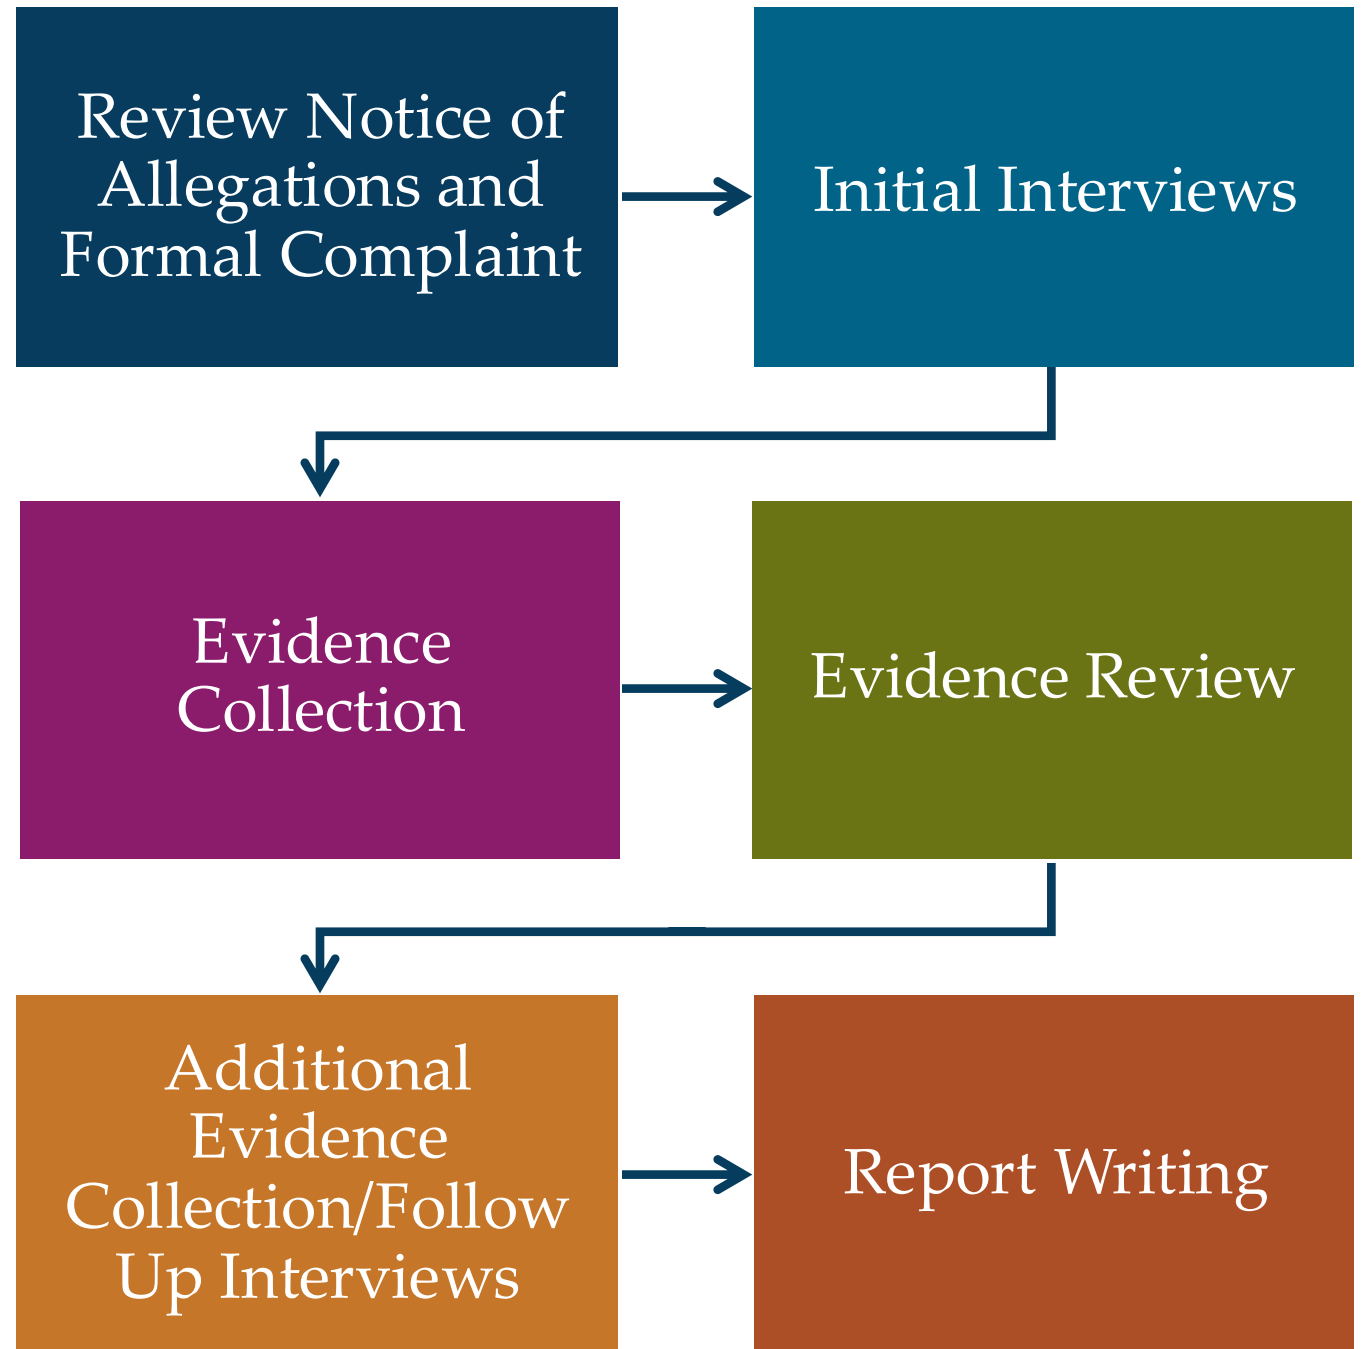 Review Notice of
Allegations and
Formal Complaint
Initial Interviews
Evidence
Collection
Evidence Review
Additional
Evidence
Collection/Follow
Up Interviews
Report Writing